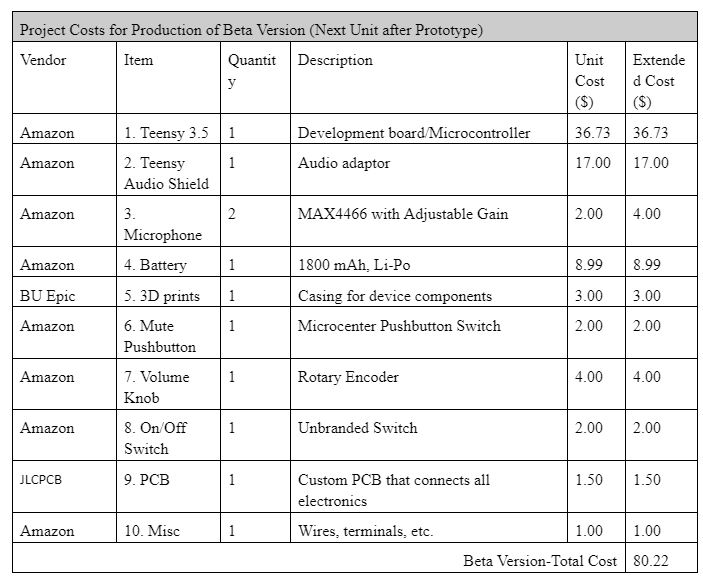 Project Costs for Production of Beta Version (Next Unit after Prototype)
Vendor Item Quantit Description Unit Extende
y Cost d Cost
($) ($)
Amazon 1. Teensy 3.5 1 Development board/Microcontroller 36.73 36.73
Amazon 2. Teensy 1 Audio adaptor 17.00 17.00
Audio Shield
Amazon 3. 2 MAX4466 with Adjustable Gain 2.00 4.00
Microphone
Amazon 4. Battery 1 1800 mAh, Li-Po 8.99 8.99
BU Epic 5. 3D prints 1 Casing for device components 3.00 3.00
Amazon 6. Mute 1 Microcenter Pushbutton Switch 2.00 2.00
Pushbutton
Amazon 7. Volume 1 Rotary Encoder 4.00 4.00
Knob
Amazon 8. On/Off 1 Unbranded Switch 2.00 2.00
Switch
JLCPCB 9. PCB 1 Custom PCB that connects all 1.50 1.50
electronics
Amazon 10. Misc 1 Wires, terminals, etc. 1.00 1.00
Beta Version-Total Cost 80.22